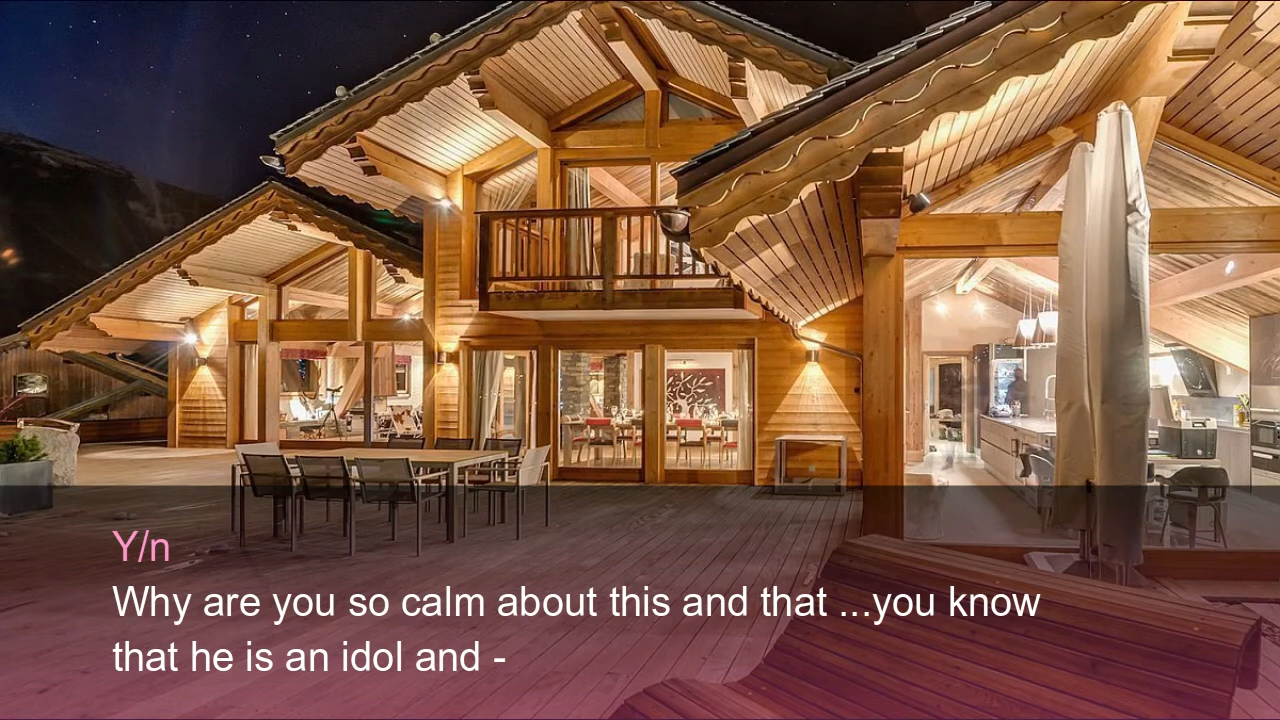 Y/n
Why are you so calm about this and that ...you know
that he is an idol and -